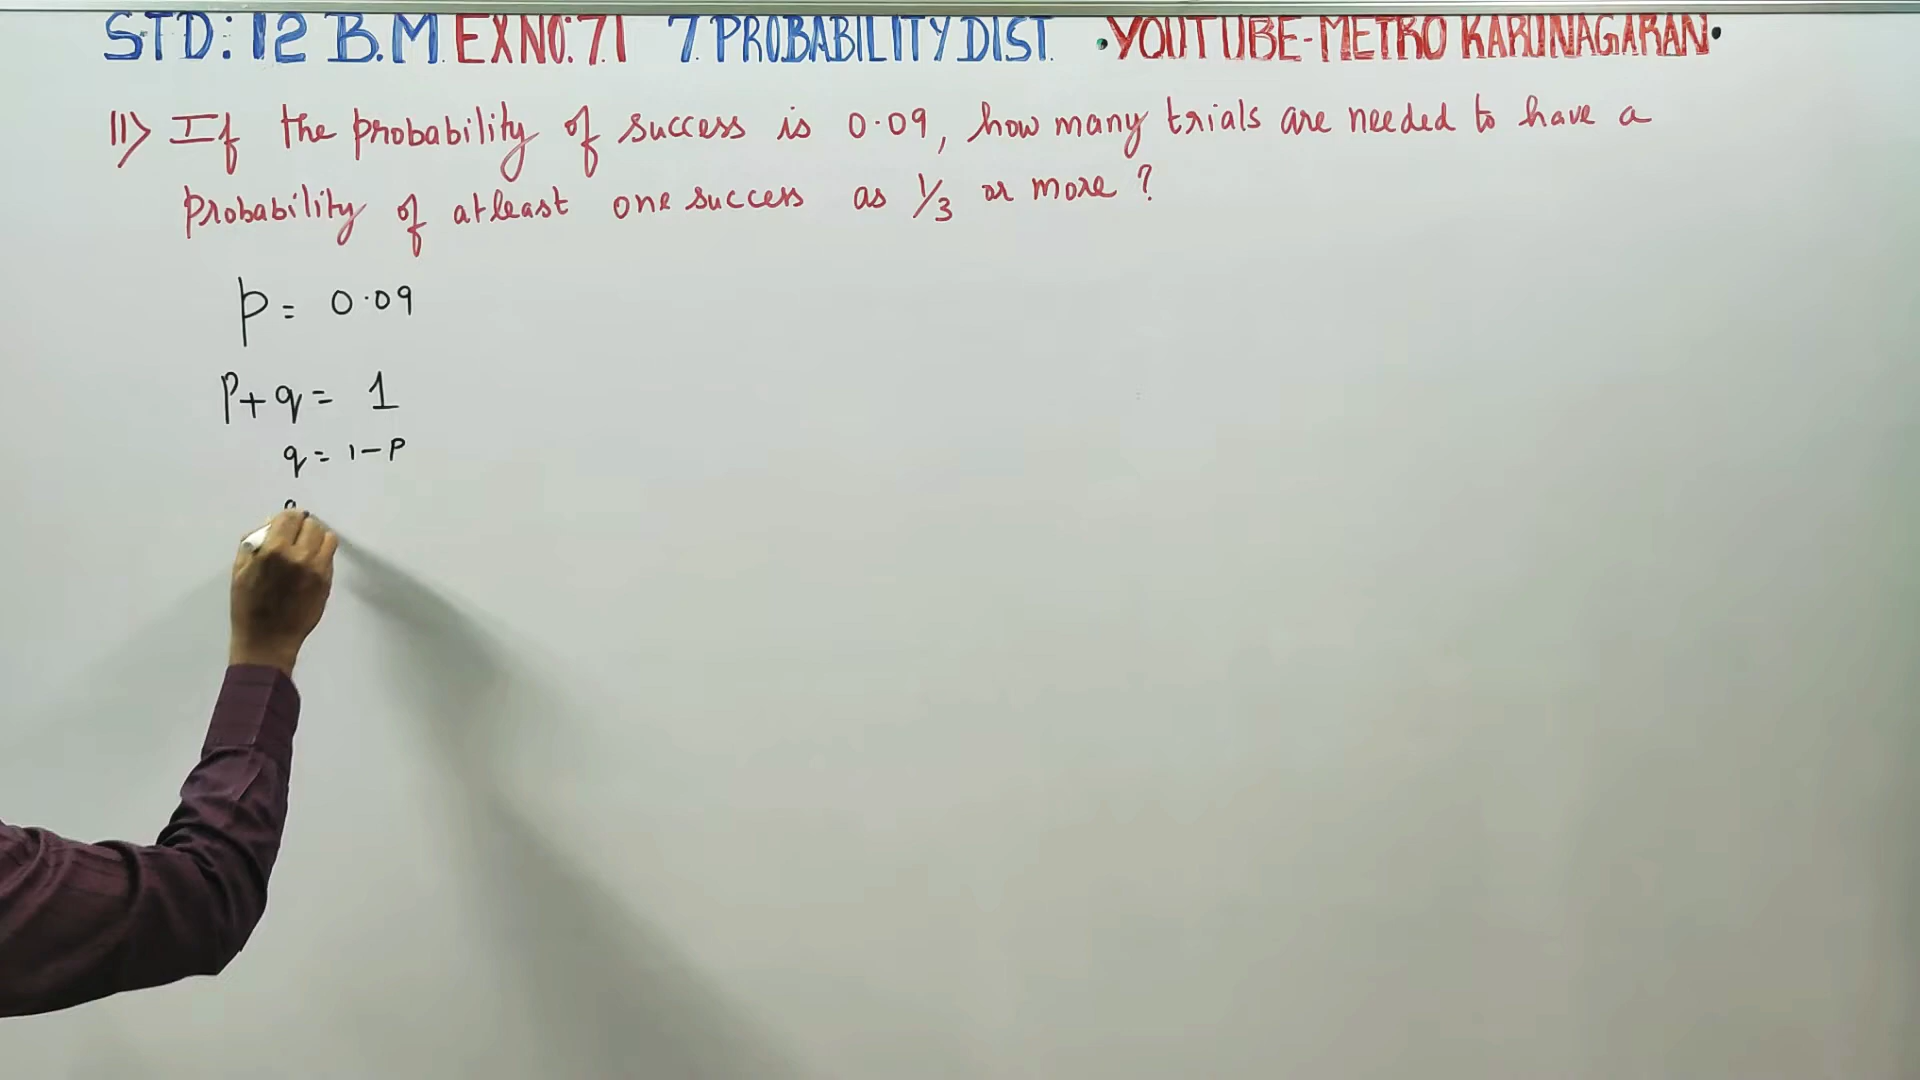 STD: 12 B.M EX NO: 7.1 7. PROBABILITY DIST. •YOUTUBE-METRO KARUNAGARAN•
11) If the probability of success is 0.09, how many trials are needed to have a
probability of atleast one success as 1/3 or more ?
p = 0.09
p+q = 1
q = 1-p